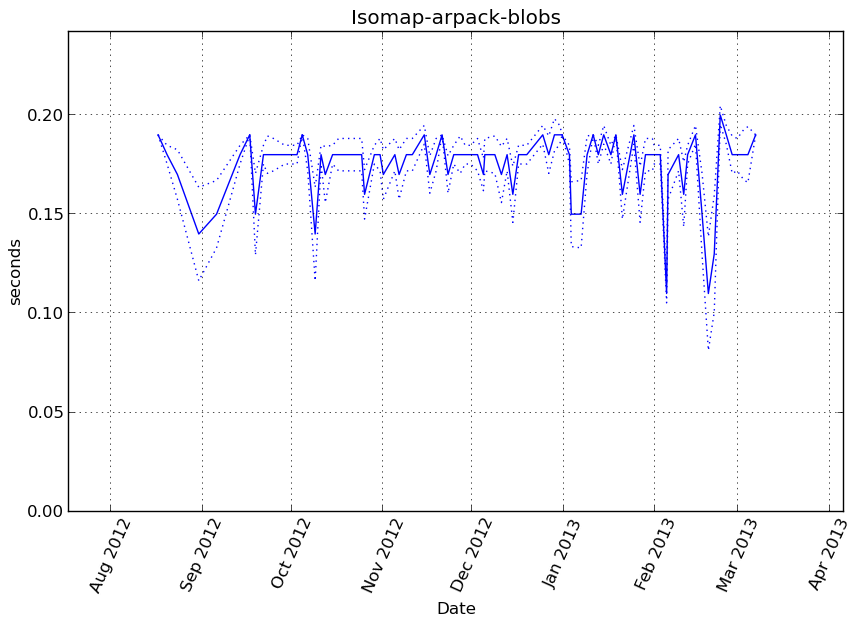 Isomap-arpack-blobs
0.20
0.15
0.10
0.05
0.00
seconds
Aug 2012
Sep 2012
Oct 2012
Nov 2012
Dec 2012
Jan 2013
Feb 2013
Mar 2013
Apr 2013
Date